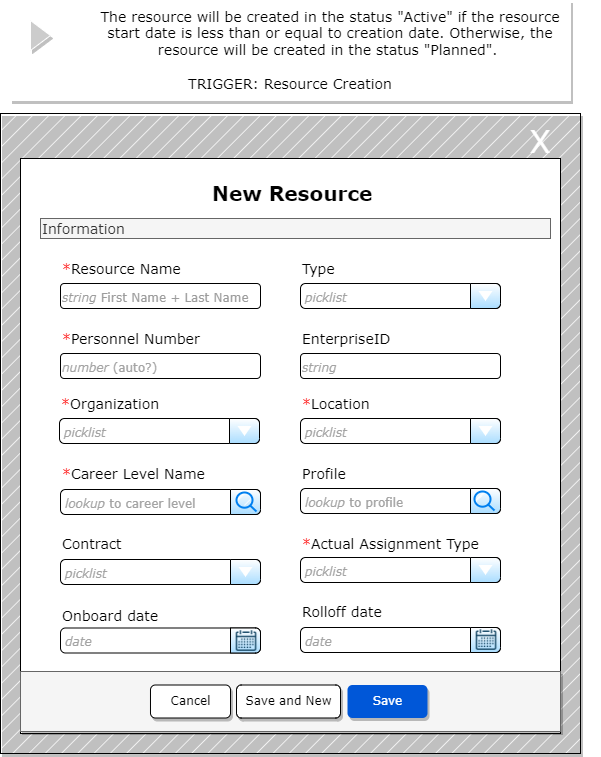 The resource will be created in the status "Active" if the resource
start date is less than or equal to creation date. Otherwise, the
resource will be created in the status "Planned".
TRIGGER: Resource Creation
X
New Resource
Information
*Resource Name
Type
string First Name + Last Name
picklist
*Personnel Number
EnterpriseID
number (auto?)
string
*Organization
*Location
picklist
picklist
*Career Level Name
Profile
lookup to career level
lookup to profile
Contract
*Actual Assignment Type
picklist
picklist
Onboard date
Rolloff date
date
date
Cancel
Save and New
Save